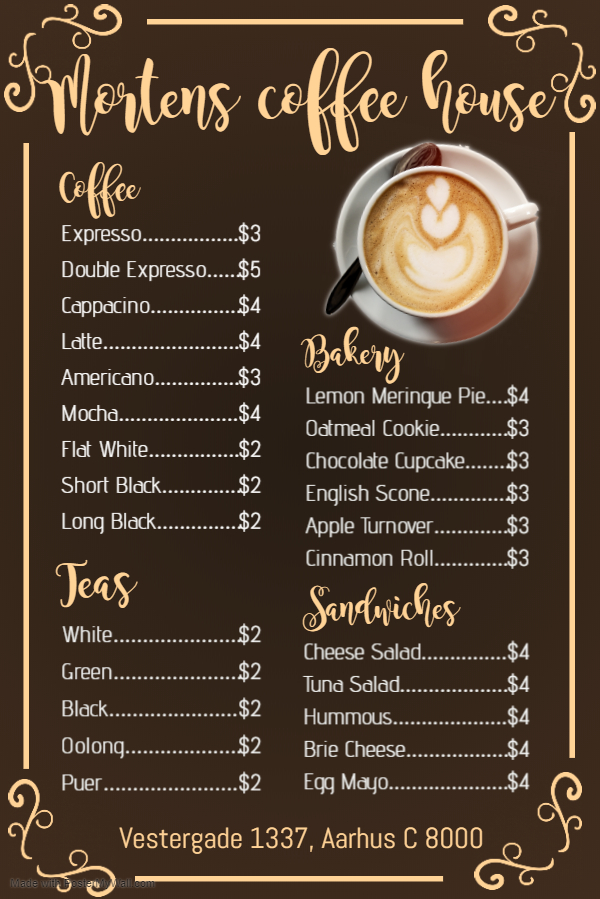 Mortens coffee house
Coffee
Expresso.................$3
Double Expresso......$5
Cappacino................$4
Latte........................$4
Americano...............$3
Mocha.....................$4
Flat White................$2
Short Black..............$2
Long Black...............$2
Teas
White......................$2
Green......................$2
Black.......................$2
Oolong....................$2
Puer........................$2
Bakery
Lemon Meringue Pie....$4
Oatmeal Cookie............$3
Chocolate Cupcake.......$3
English Scone..............$3
Apple Turnover.............$3
Cinnamon Roll.............$3
Sandwiches
Cheese Salad...............$4
Tuna Salad...................$4
Hummous....................$4
Brie Cheese..................$4
Egg Mayo.....................$4
Vestergade 1337, Aarhus C 8000
Made with PosterMyWall.com